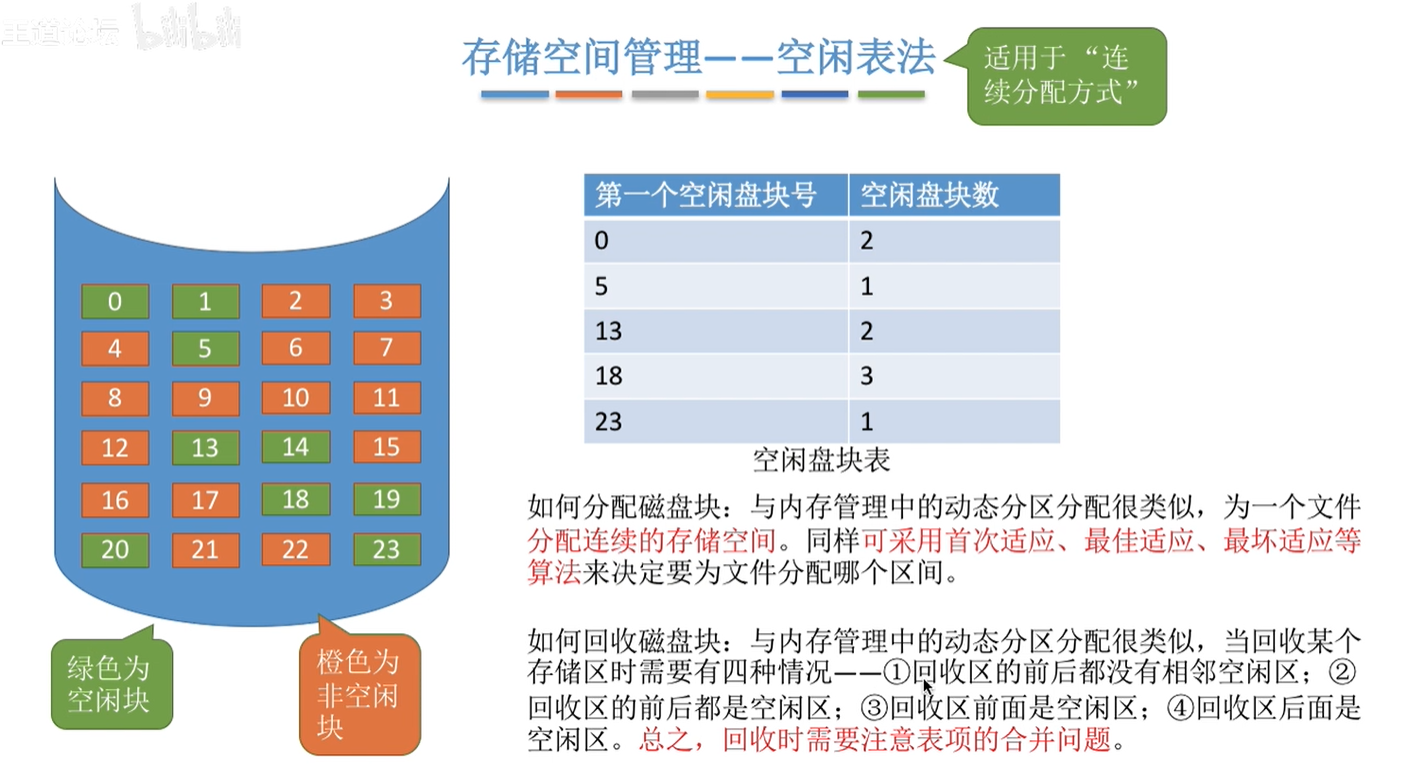 王道论坛 bilibili
存储空间管理——空闲表法
适用于 “连
续分配方式”
第一个空闲盘块号 空闲盘块数
0 2
5 1
13 2
18 3
23 1
空闲盘块表
0 1 2 3
4 5 6 7
8 9 10 11
12 13 14 15
16 17 18 19
20 21 22 23
绿色为
空闲块
橙色为
非空闲
块
如何分配磁盘块：与内存管理中的动态分区分配很类似，为一个文件
分配连续的存储空间。同样可采用首次适应、最佳适应、最坏适应等
算法来决定要为文件分配哪个区间。
如何回收磁盘块：与内存管理中的动态分区分配很类似，当回收某个
存储区时需要有四种情况——①回收区的前后都没有相邻空闲区；②
回收区的前后都是空闲区；③回收区前面是空闲区；④回收区后面是
空闲区。总之，回收时需要注意表项的合并问题。